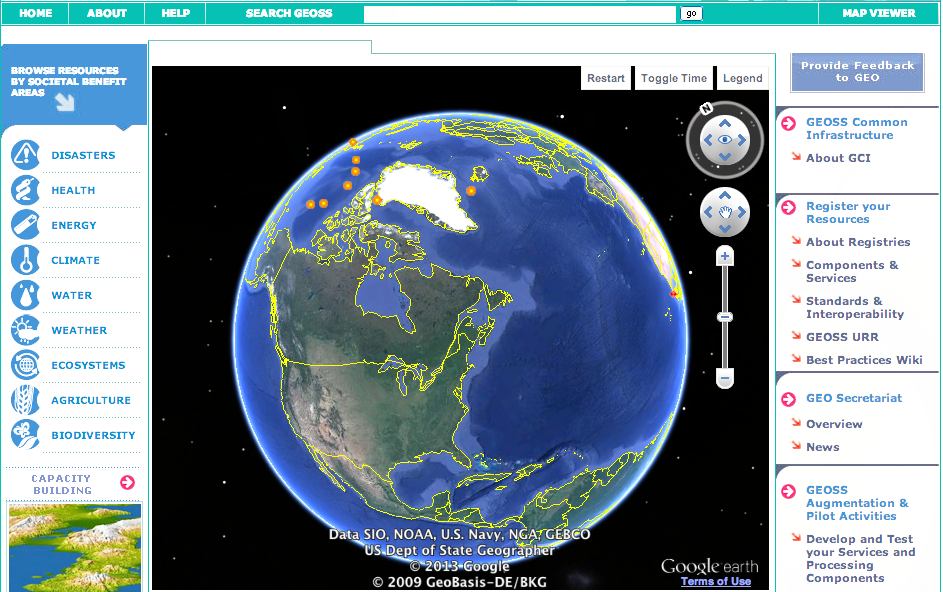 HOME
ABOUT
HELP
SEARCH GEOSS
go
MAP VIEWER
BROWSE RESOURCES
BY SOCIETAL BENEFIT
AREAS
DISASTERS
HEALTH
ENERGY
CLIMATE
WATER
WEATHER
ECOSYSTEMS
AGRICULTURE
BIODIVERSITY
CAPACITY
BUILDING
Restart
Toggle Time
Legend
N
Data SIO, NOAA, U.S. Navy, NGA, GEBCO
US Dept of State Geographer
© 2013 Google
© 2009 GeoBasis-DE/BKG
Google earth
Terms of Use
Provide Feedback
to GEO
GEOSS Common
Infrastructure
About GCI
Register your
Resources
About Registries
Components &
Services
Standards &
Interoperability
GEOSS URR
Best Practices Wiki
GEO Secretariat
Overview
News
GEOSS
Augmentation &
Pilot Activities
Develop and Test
your Services and
Processing
Components